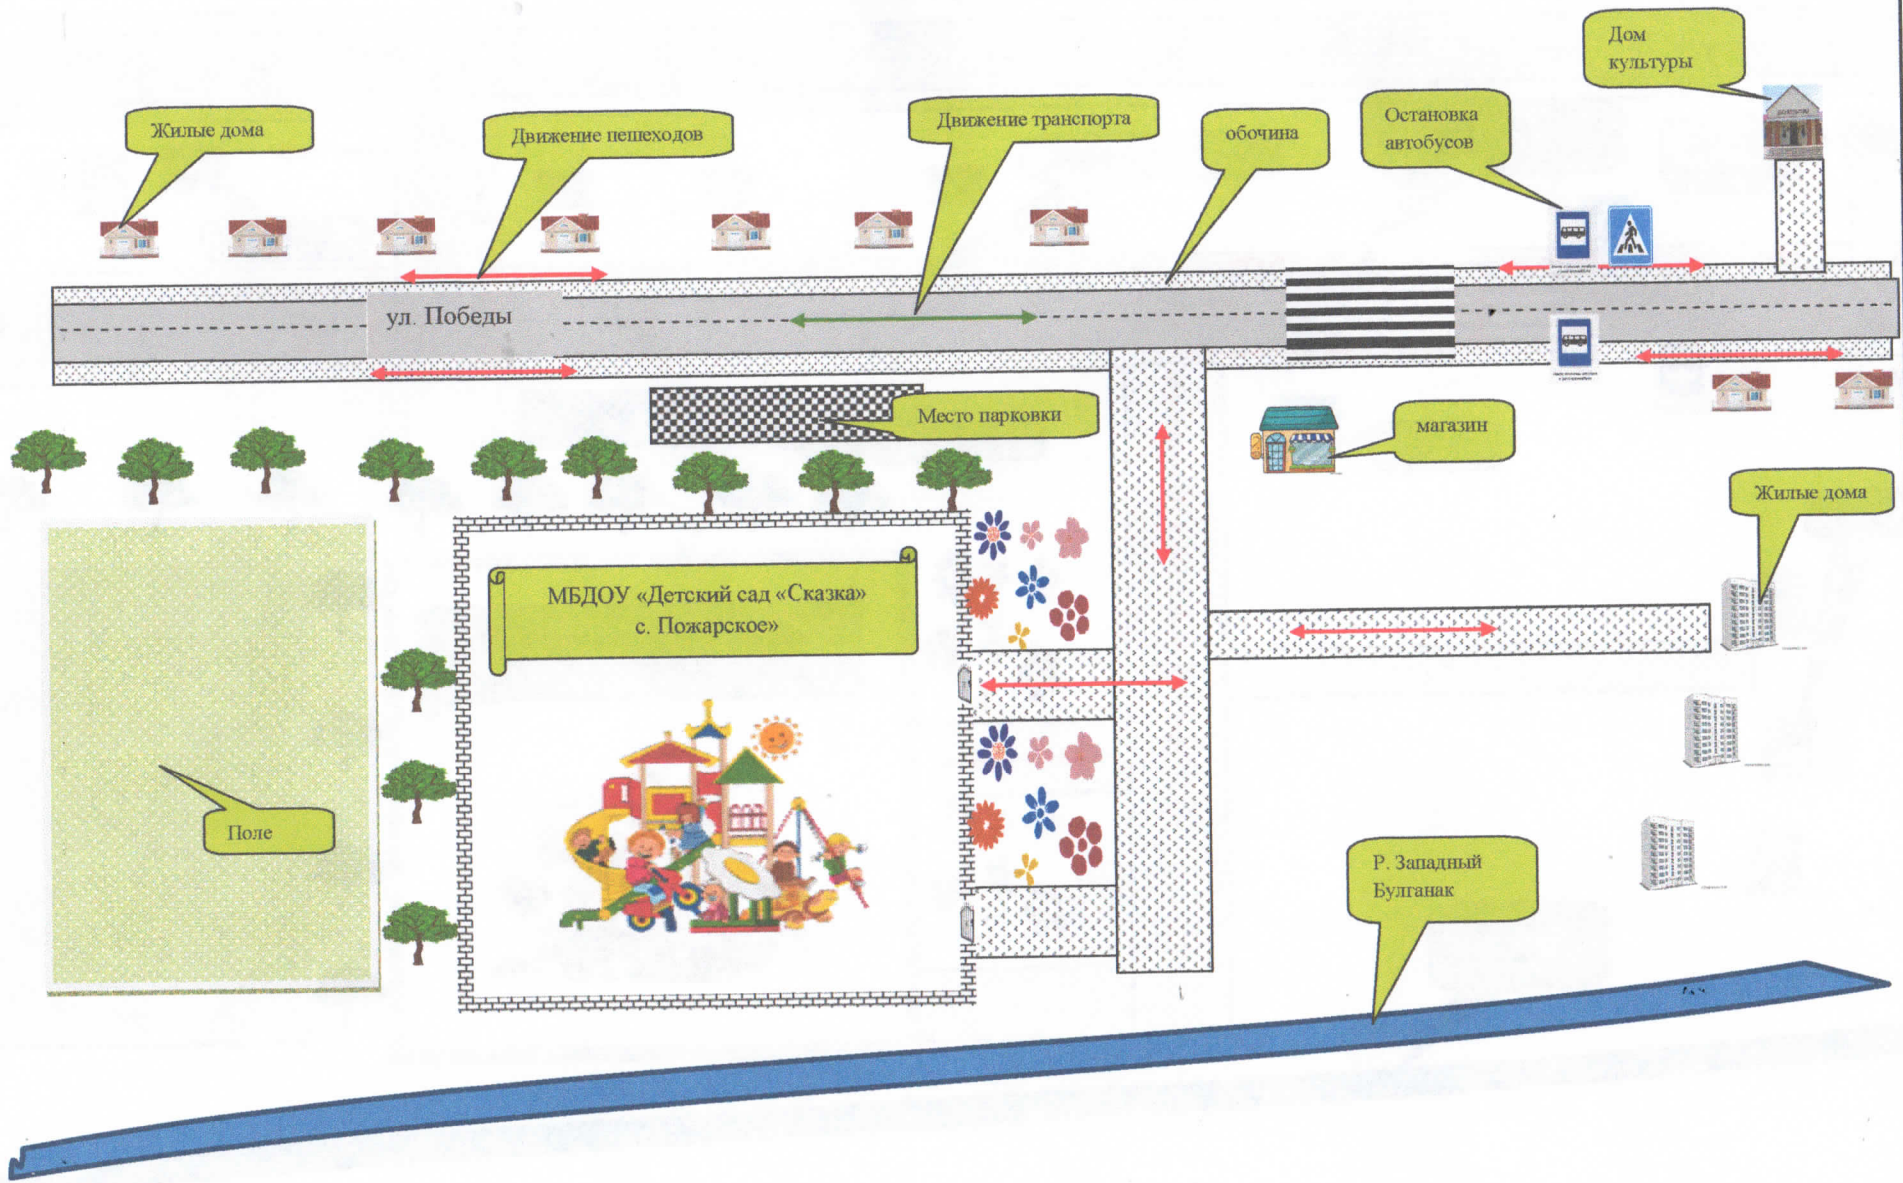 Дом
культуры
Жилые дома
Движение пешеходов
Движение транспорта
обочина
Остановка
автобусов
ул. Победы
Место парковки
магазин
Жилые дома
МБДОУ «Детский сад «Сказка»
с. Пожарское»
Поле
Р. Западный
Булганак